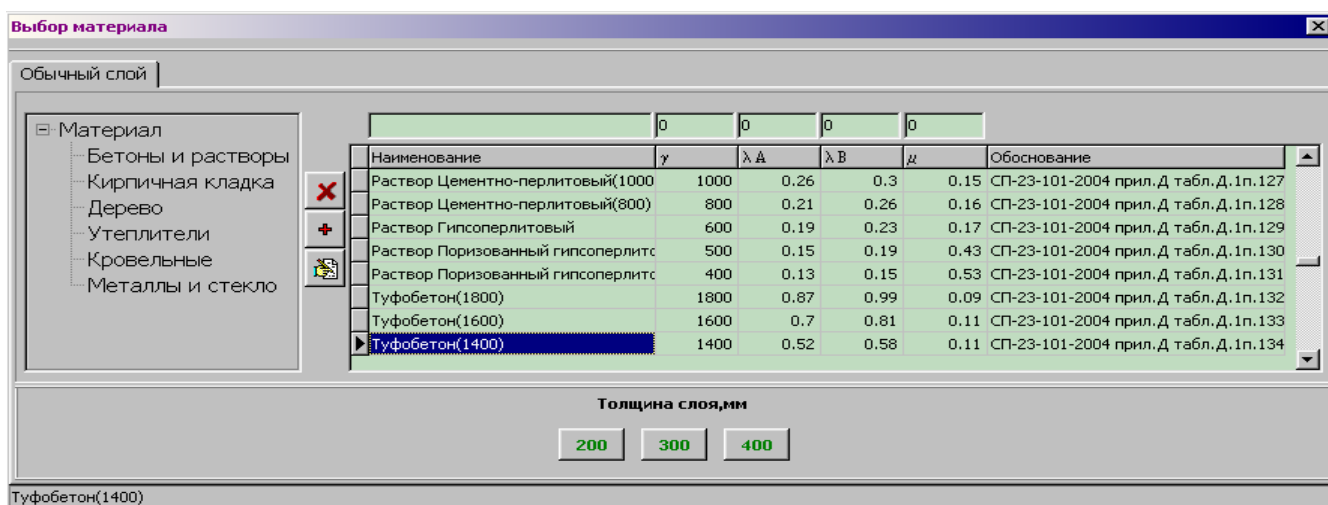 Выбор материала
Обычный слой
Материал
Бетоны и растворы
Кирпичная кладка
Дерево
Утеплители
Кровельные
Металлы и стекло
0 0 0 0
Наименование γ λ А λ В μ Обоснование
Раствор Цементно-перлитовый(1000 1000 0.26 0.3 0.15 СП-23-101-2004 прил.Д табл.Д.1п.127
Раствор Цементно-перлитовый(800) 800 0.21 0.26 0.16 СП-23-101-2004 прил.Д табл.Д.1п.128
Раствор Гипсоперлитовый 600 0.19 0.23 0.17 СП-23-101-2004 прил.Д табл.Д.1п.129
Раствор Поризованный гипсоперлито 500 0.15 0.19 0.43 СП-23-101-2004 прил.Д табл.Д.1п.130
Раствор Поризованный гипсоперлито 400 0.13 0.15 0.53 СП-23-101-2004 прил.Д табл.Д.1п.131
Туфобетон(1800) 1800 0.87 0.99 0.09 СП-23-101-2004 прил.Д табл.Д.1п.132
Туфобетон(1600) 1600 0.7 0.81 0.11 СП-23-101-2004 прил.Д табл.Д.1п.133
Туфобетон(1400) 1400 0.52 0.58 0.11 СП-23-101-2004 прил.Д табл.Д.1п.134
Толщина слоя,мм
200 300 400
Туфобетон(1400)